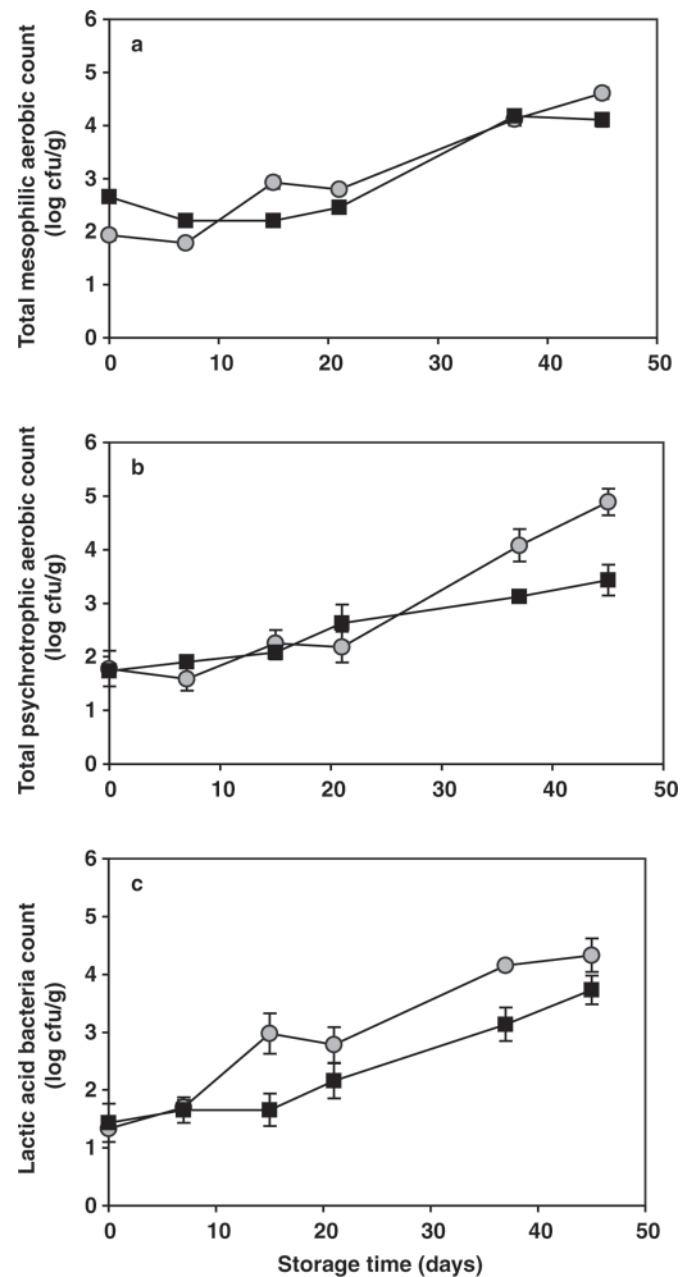 a
Total mesophilic aerobic count
(log cfu/g)
6
5
4
3
2
1
0
0 10 20 30 40 50
b
Total psychrotrophic aerobic count
(log cfu/g)
6
5
4
3
2
1
0
0 10 20 30 40 50
c
Lactic acid bacteria count
(log cfu/g)
6
5
4
3
2
1
0
0 10 20 30 40 50
Storage time (days)